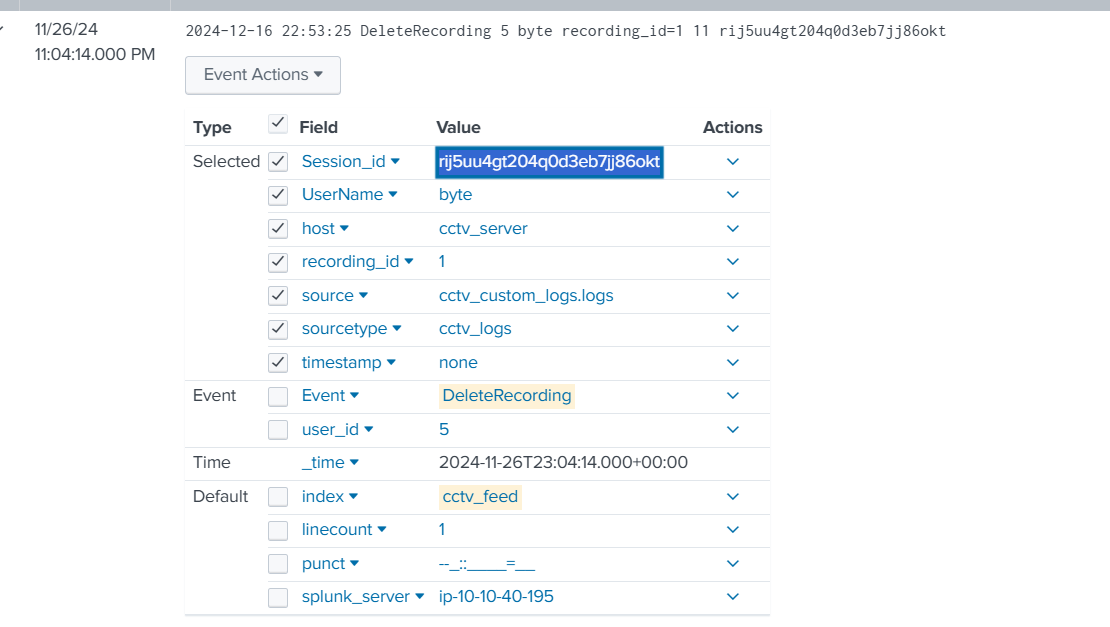 11/26/24 2024-12-16 22:53:25 DeleteRecording 5 byte recording_id=1 11 rij5uu4gt204q0d3eb7jj86okt
11:04:14.000 PM
Event Actions
Type Field Value Actions
Selected Session_id rij5uu4gt204q0d3eb7jj86okt
UserName byte
host cctv_server
recording_id 1
source cctv_custom_logs.logs
sourcetype cctv_logs
timestamp none
Event Event DeleteRecording
user_id 5
Time _time 2024-11-26T23:04:14.000+00:00
Default index cctv_feed
linecount 1
punct --_::____=__
splunk_server ip-10-10-40-195